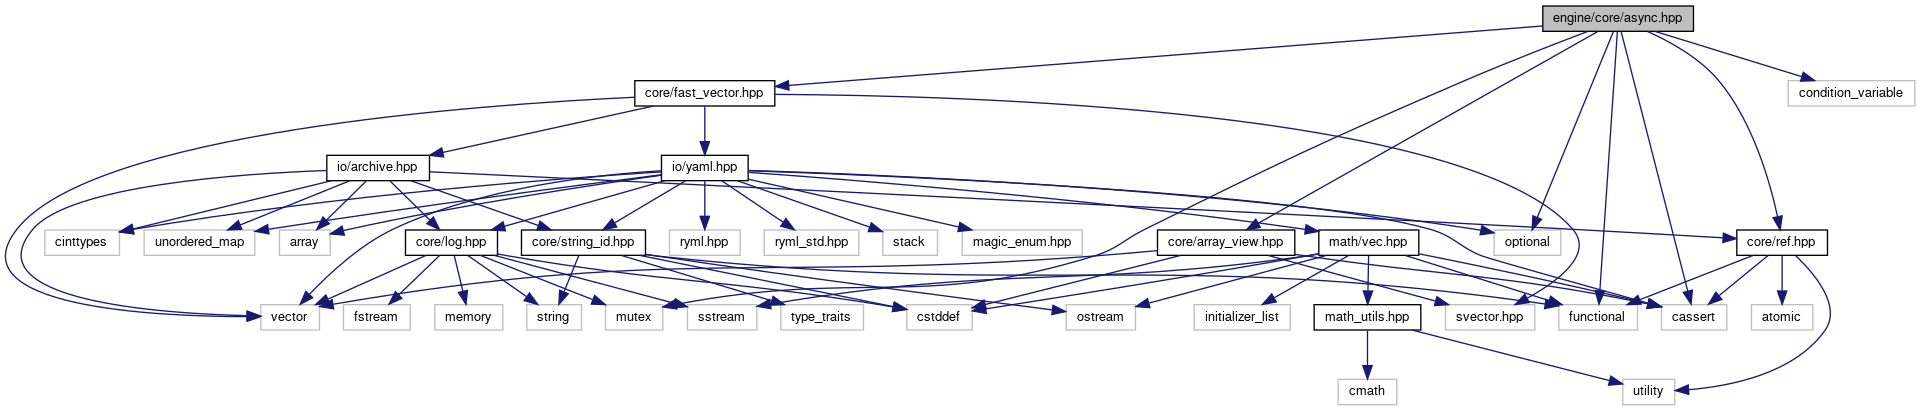 engine/core/async.hpp
core/fast_vector.hpp
condition_variable
io/archive.hpp
io/yaml.hpp
cinttypes
unordered_map
array
core/log.hpp
core/string_id.hpp
ryml.hpp
ryml_std.hpp
stack
magic_enum.hpp
core/array_view.hpp
math/vec.hpp
optional
core/ref.hpp
vector
fstream
memory
string
mutex
sstream
type_traits
cstddef
ostream
initializer_list
math_utils.hpp
svector.hpp
functional
cassert
atomic
cmath
utility